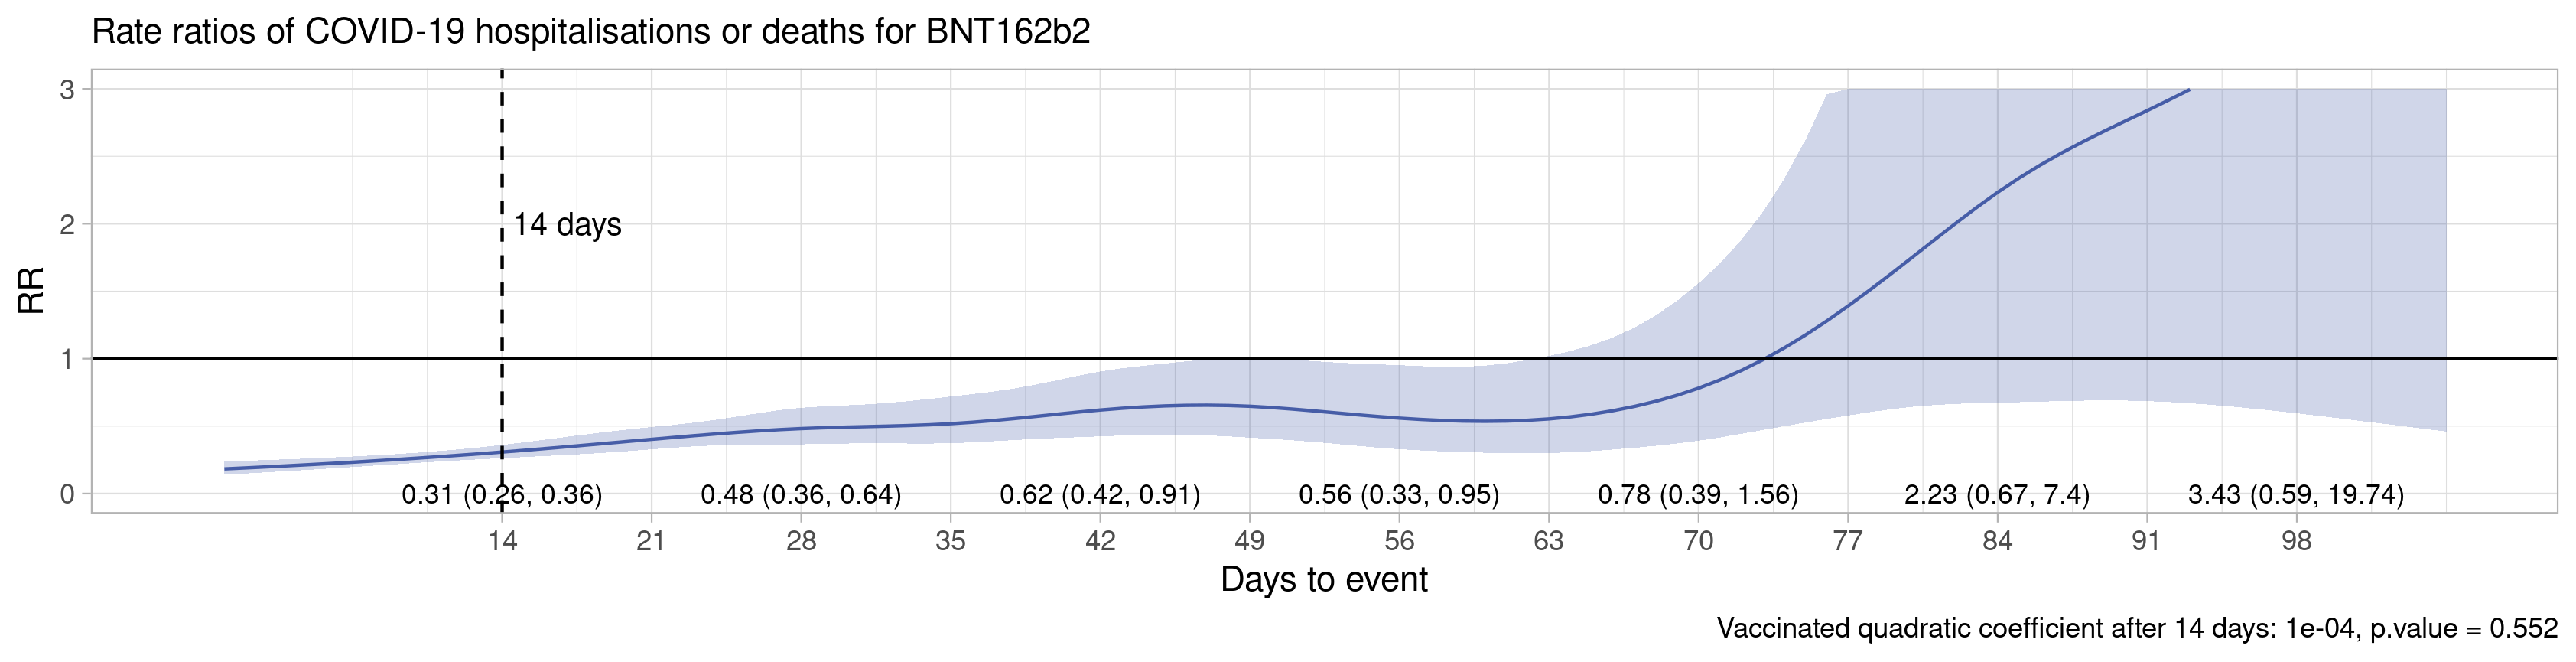 Rate ratios of COVID-19 hospitalisations or deaths for BNT162b2
3
2
1
0
RR
14 days
0.31 (0.26, 0.36) 0.48 (0.36, 0.64) 0.62 (0.42, 0.91) 0.56 (0.33, 0.95) 0.78 (0.39, 1.56) 2.23 (0.67, 7.4) 3.43 (0.59, 19.74)
14 21 28 35 42 49 56 63 70 77 84 91 98
Days to event
Vaccinated quadratic coefficient after 14 days: 1e-04, p.value = 0.552